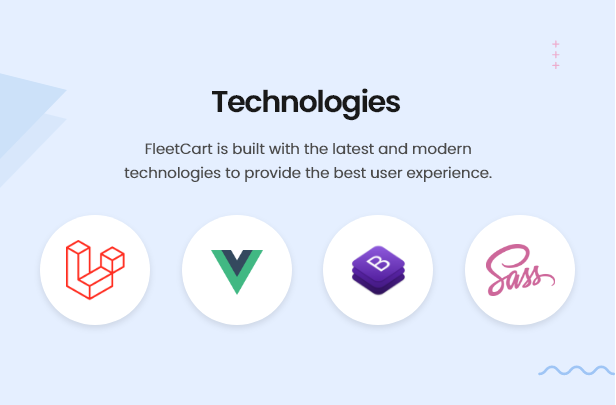 Technologies
FleetCart is built with the latest and modern
technologies to provide the best user experience.
B
Sass